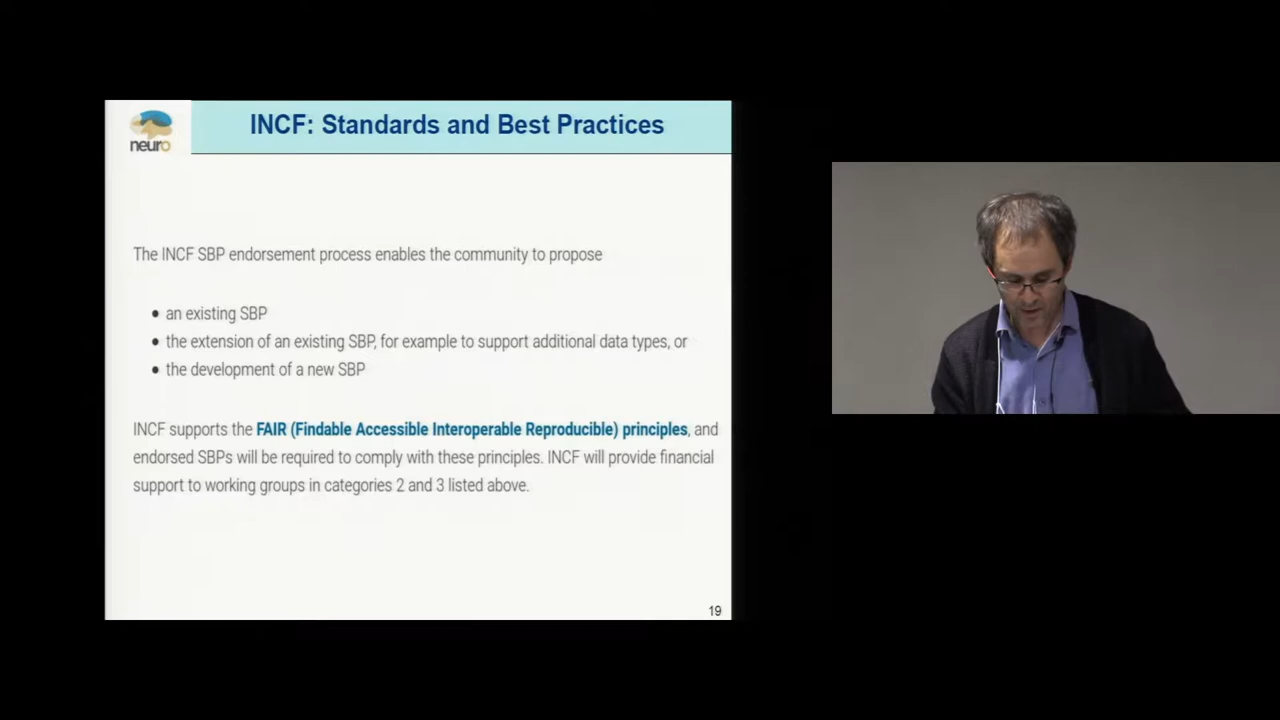 neuro
INCF: Standards and Best Practices
The INCF SBP endorsement process enables the community to propose
• an existing SBP
• the extension of an existing SBP, for example to support additional data types, or
• the development of a new SBP
INCF supports the FAIR (Findable Accessible Interoperable Reproducible) principles, and
endorsed SBPs will be required to comply with these principles. INCF will provide financial
support to working groups in categories 2 and 3 listed above.
19